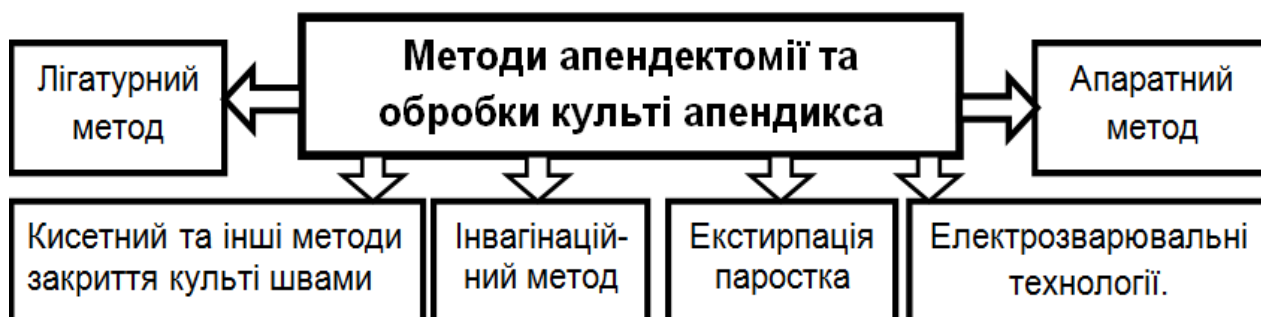 Методи апендектомії та
обробки культі апендикса
Лігатурний
метод
Апаратний
метод
Кисетний та інші методи
закриття культі швами
Інвагінацій-
ний метод
Екстирпація
паростка
Електрозварювальні
технології.